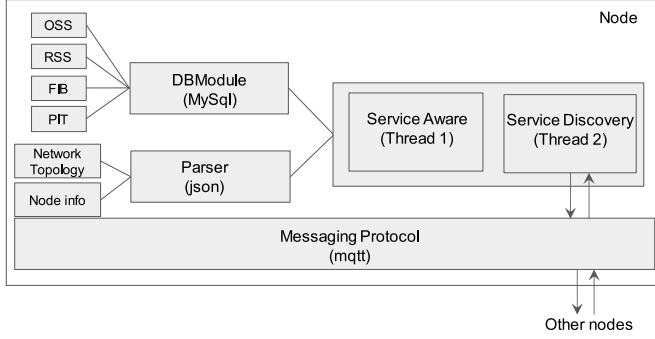 Node
OSS
RSS
FIB
PIT
DBModule
(MySql)
Service Aware
(Thread 1)
Service Discovery
(Thread 2)
Network
Topology
Node info
Parser
(json)
Messaging Protocol
(mqtt)
Other nodes